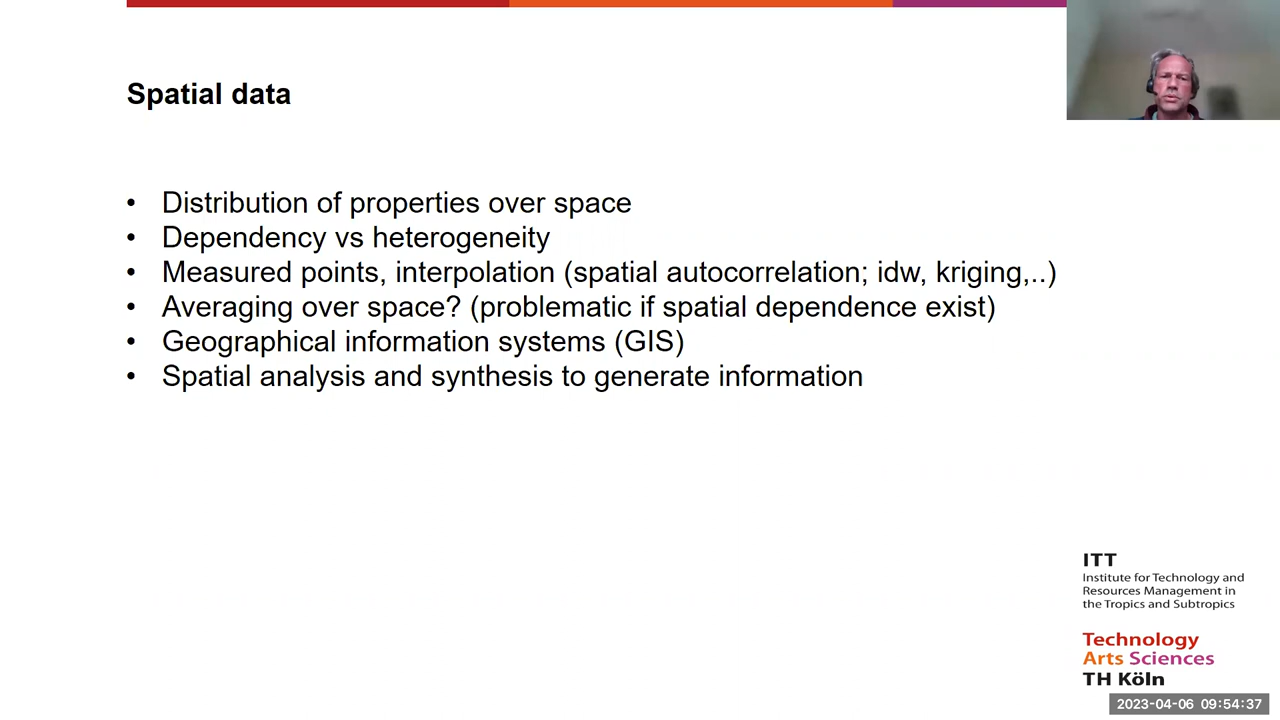 Spatial data
• Distribution of properties over space
• Dependency vs heterogeneity
• Measured points, interpolation (spatial autocorrelation; idw, kriging,..)
• Averaging over space? (problematic if spatial dependence exist)
• Geographical information systems (GIS)
• Spatial analysis and synthesis to generate information
ITT
Institute for Technology and
Resources Management in
the Tropics and Subtropics
Technology
Arts Sciences
TH Köln
2023-04-06 09:54:37